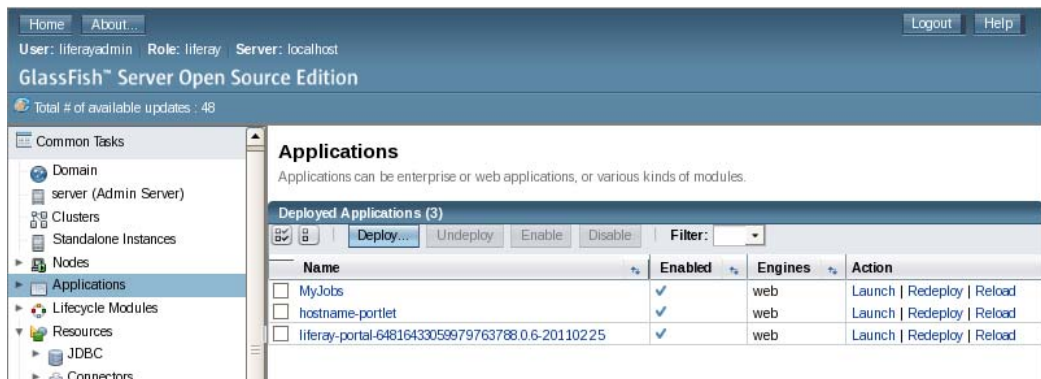 Home About... Logout Help
User: liferayadmin Role: liferay Server: localhost
GlassFish™ Server Open Source Edition
Total # of available updates : 48
Common Tasks
Domain
server (Admin Server)
Clusters
Standalone Instances
Nodes
Applications
Lifecycle Modules
Resources
JDBC
Connectors
Applications
Applications can be enterprise or web applications, or various kinds of modules.
Deployed Applications (3)
Deploy... Undeploy Enable Disable Filter:
Name Enabled Engines Action
MyJobs web Launch | Redeploy | Reload
hostname-portlet web Launch | Redeploy | Reload
liferay-portal-64816433059979763788.0.6-20110225 web Launch | Redeploy | Reload